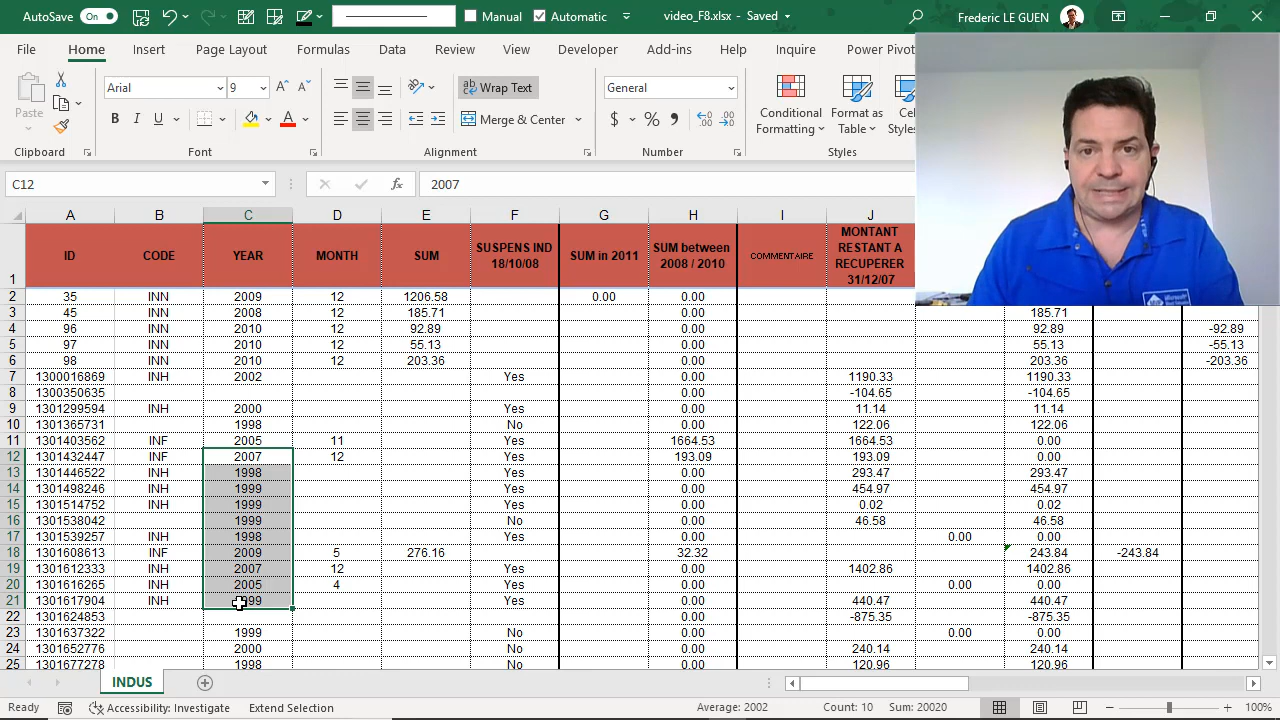 AutoSave On Manual Automatic video_F8.xlsx - Saved Frederic LE GUEN
File Home Insert Page Layout Formulas Data Review View Developer Add-ins Help Inquire Power Pivot
Paste Arial 9 Wrap Text General Conditional Formatting Format as Table Cell Styles
B I U A Merge & Center $ % ,
Clipboard Font Alignment Number Styles
C12 fx 2007
A B C D E F G H I J
1 ID CODE YEAR MONTH SUM SUSPENS IND 18/10/08 SUM in 2011 SUM between 2008 / 2010 COMMENTAIRE MONTANT RESTANT A RECUPERER 31/12/07
2 35 INN 2009 12 1206.58 0.00 0.00
3 45 INN 2008 12 185.71 0.00 185.71
4 96 INN 2010 12 92.89 0.00 92.89 -92.89
5 97 INN 2010 12 55.13 0.00 55.13 -55.13
6 98 INN 2010 12 203.36 0.00 203.36 -203.36
7 1300016869 INH 2002 Yes 0.00 1190.33 1190.33
8 1300350635 0.00 -104.65 -104.65
9 1301299594 INH 2000 Yes 0.00 11.14 11.14
10 1301365731 1998 No 0.00 122.06 122.06
11 1301403562 INF 2005 11 Yes 1664.53 1664.53 0.00
12 1301432447 INF 2007 12 Yes 193.09 193.09 0.00
13 1301446522 INH 1998 Yes 0.00 293.47 293.47
14 1301498246 INH 1999 Yes 0.00 454.97 454.97
15 1301514752 INH 1999 Yes 0.00 0.02 0.02
16 1301538042 1999 No 0.00 46.58 46.58
17 1301539257 INH 1998 Yes 0.00 0.00 0.00
18 1301608613 INF 2009 5 276.16 32.32 243.84 -243.84
19 1301612333 INH 2007 12 Yes 0.00 1402.86 1402.86
20 1301616265 INH 2005 4 Yes 0.00 0.00 0.00
21 1301617914 INH Yes 0.00 440.47 440.47
22 1301624853 0.00 -875.35 -875.35
23 1301637322 1999 No 0.00 0.00 0.00
24 1301652776 2000 No 0.00 240.14 240.14
25 1301677278 1998 No 0.00 120.96 120.96
INDUS
Ready Accessibility: Investigate Extend Selection Average: 2002 Count: 10 Sum: 20020 100%